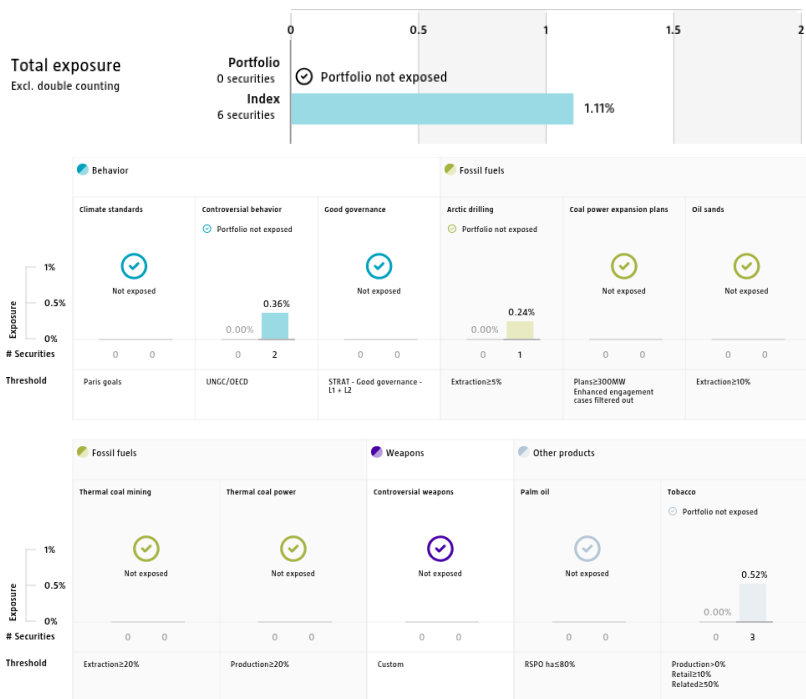 0 0.5 1 1.5 2
Total exposure
Excl. double counting
Portfolio
0 securities
Portfolio not exposed
Index
6 securities
1.11%
Behavior
Fossil fuels
Climate standards
Controversial behavior
Good governance
Arctic drilling
Coal power expansion plans
Oil sands
Portfolio not exposed
Portfolio not exposed
Not exposed
Not exposed
Not exposed
Not exposed
Exposure
1%
0.5%
0%
0.00%
0.36%
0.00%
0.24%
# Securities
0 0
0 2
0 0
0 1
0 0
0 0
Threshold
Paris goals
UNGC/OECD
STRAT - Good governance -
L1 + L2
Extraction≥5%
Plans≥300MW
Enhanced engagement
cases filtered out
Extraction≥10%
Fossil fuels
Weapons
Other products
Thermal coal mining
Thermal coal power
Controversial weapons
Palm oil
Tobacco
Portfolio not exposed
Not exposed
Not exposed
Not exposed
Not exposed
Exposure
1%
0.5%
0%
0.00%
0.52%
# Securities
0 0
0 0
0 0
0 0
0 3
Threshold
Extraction≥20%
Production≥20%
Custom
RSPO ha≤80%
Production>0%
Retail≥10%
Related≥50%